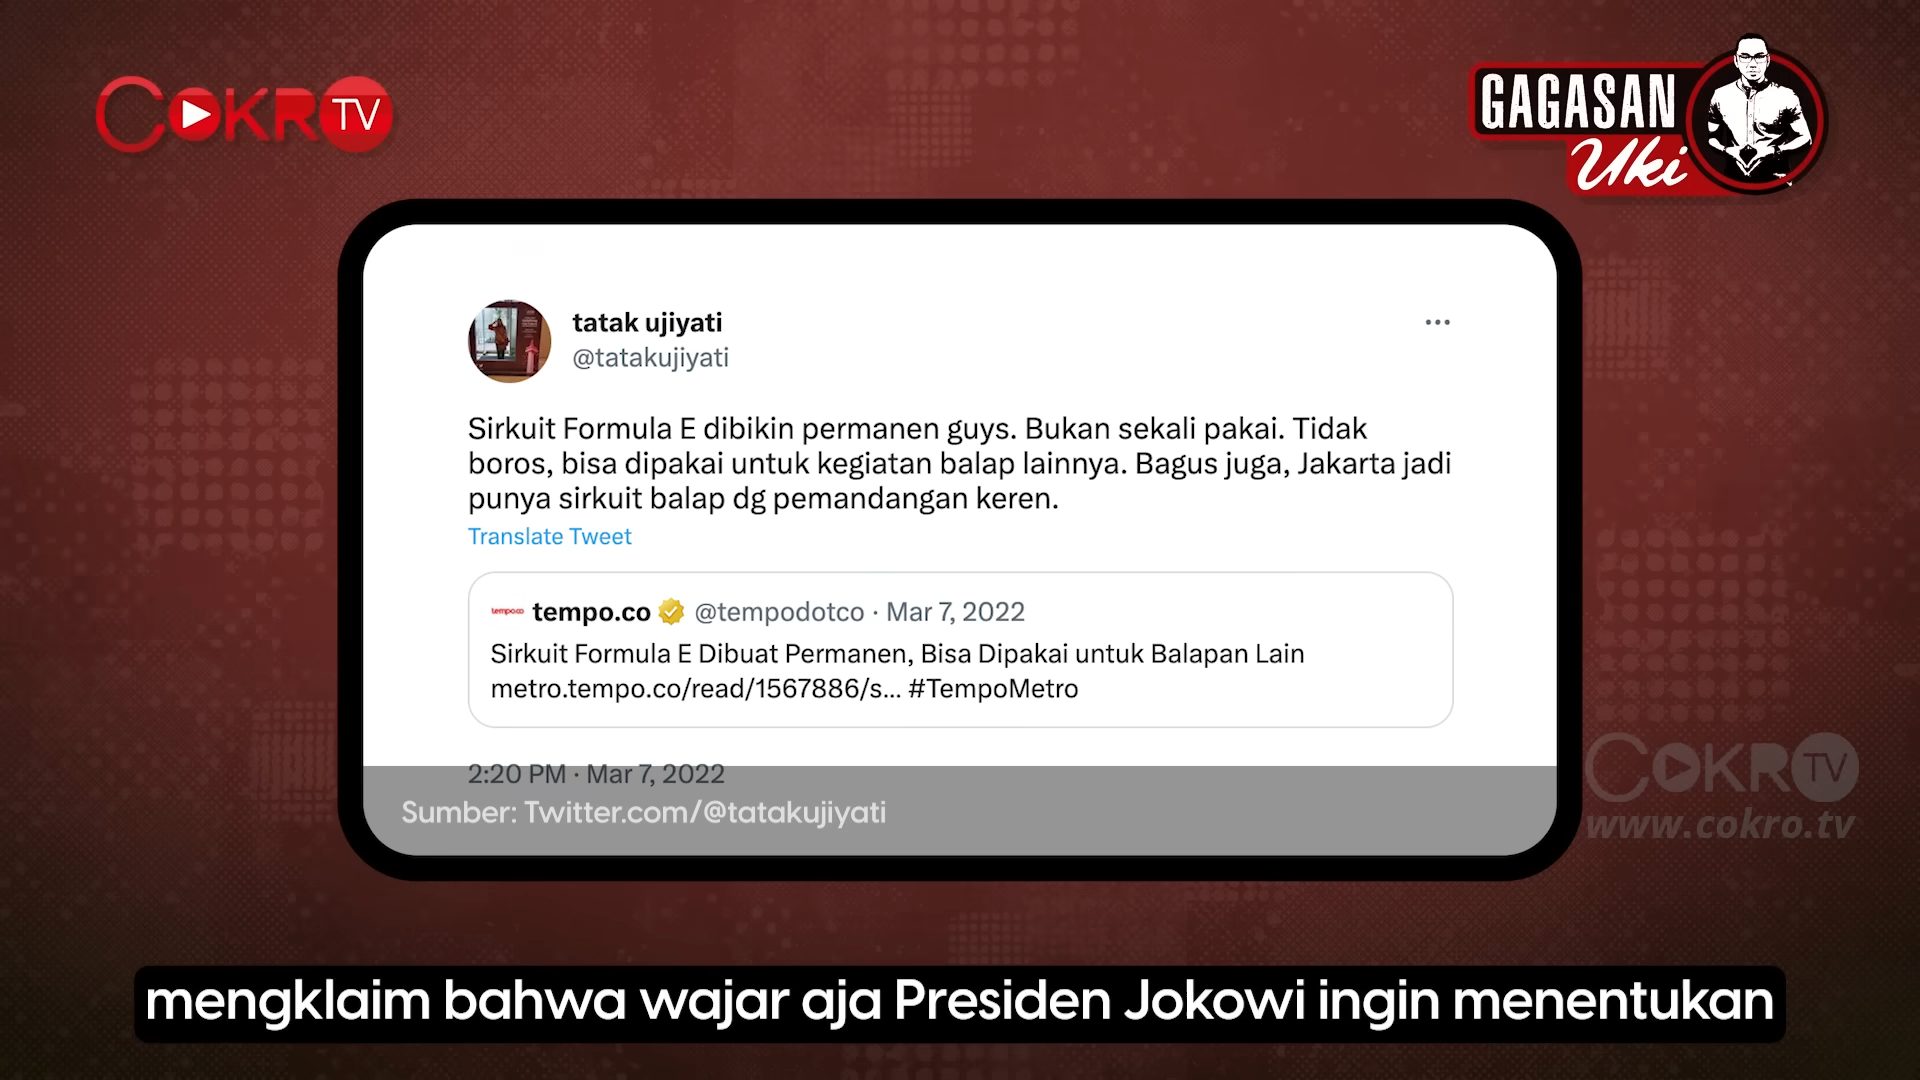 COKRO TV
GAGASAN
Uki
tatak ujiyati
@tatakujiyati
Sirkuit Formula E dibikin permanen guys. Bukan sekali pakai. Tidak
boros, bisa dipakai untuk kegiatan balap lainnya. Bagus juga, Jakarta jadi
punya sirkuit balap dg pemandangan keren.
Translate Tweet
tempo.co tempo.co @tempodotco · Mar 7, 2022
Sirkuit Formula E Dibuat Permanen, Bisa Dipakai untuk Balapan Lain
metro.tempo.co/read/1567886/s... #TempoMetro
2:20 PM · Mar 7, 2022
Sumber: Twitter.com/@tatakujiyati
COKRO TV
www.cokro.tv
mengklaim bahwa wajar aja Presiden Jokowi ingin menentukan